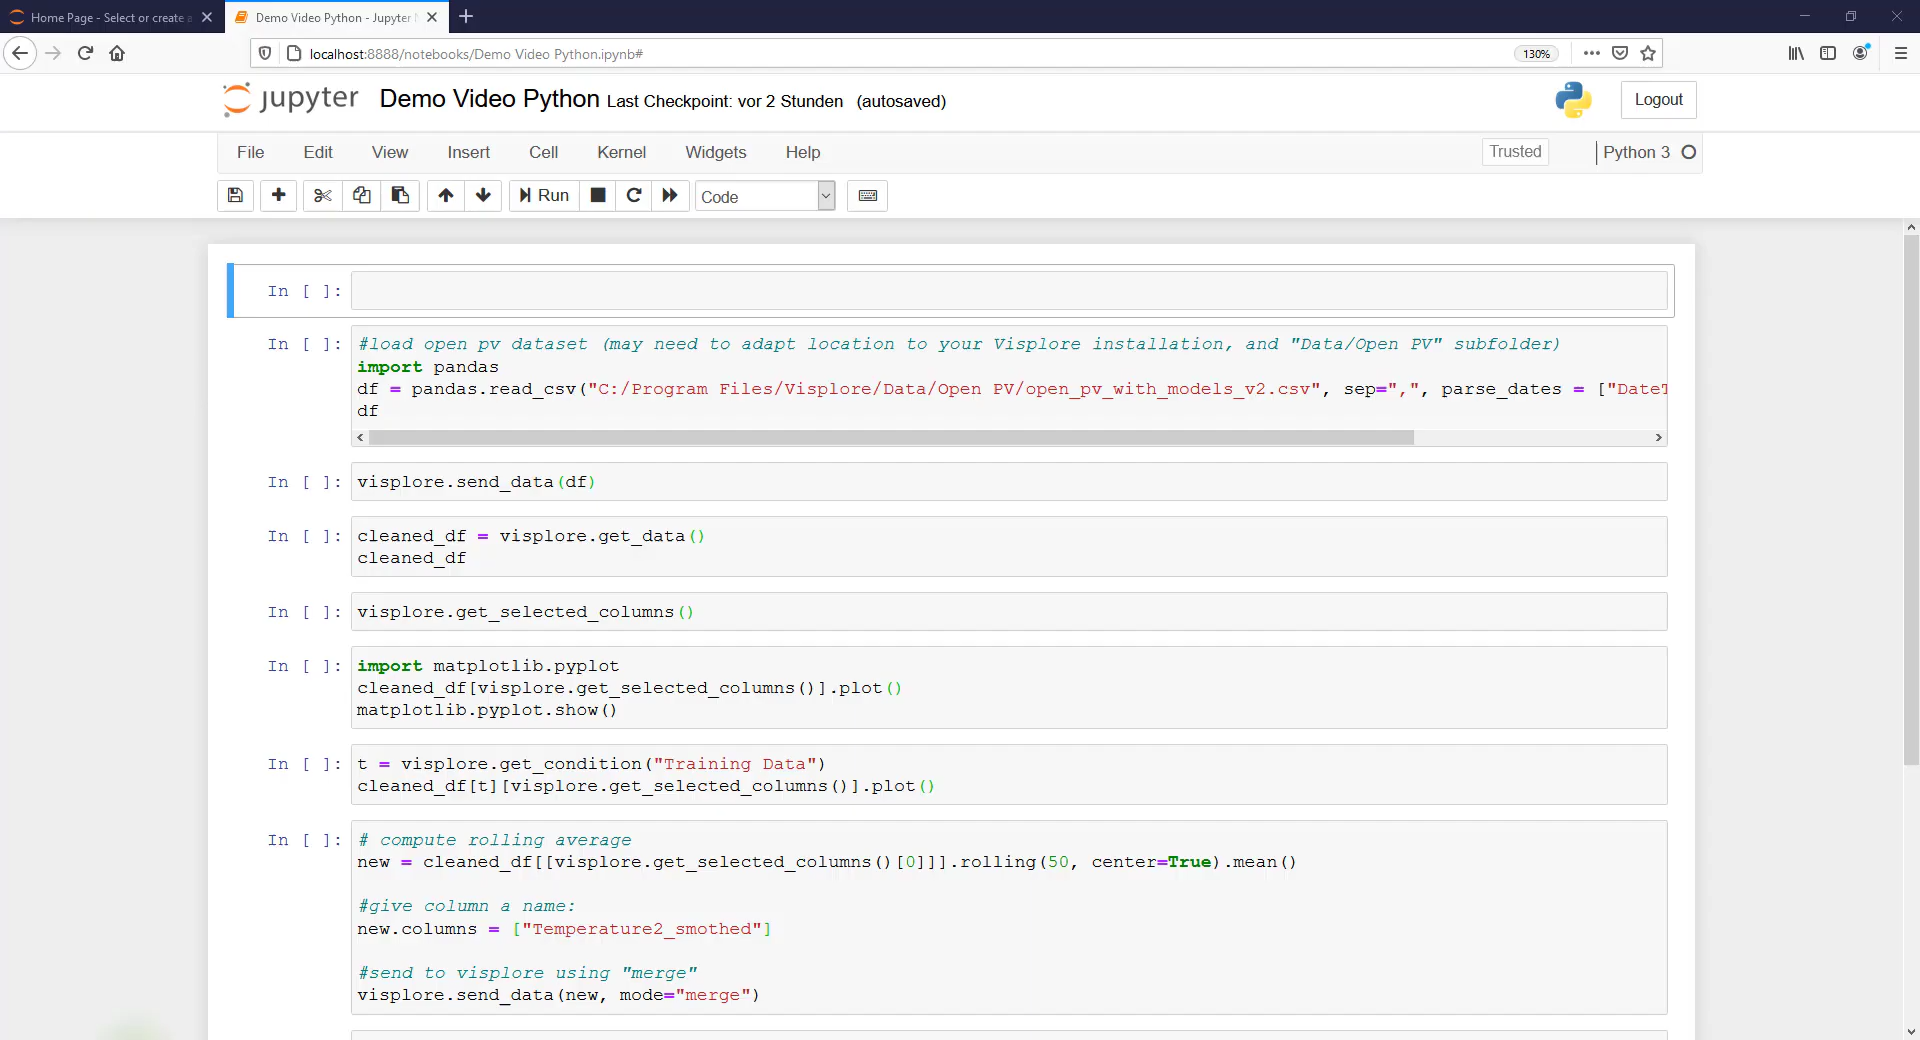 Home Page - Select or create a
Demo Video Python - Jupyter N
localhost:8888/notebooks/Demo Video Python.ipynb#
130%
jupyter Demo Video Python Last Checkpoint: vor 2 Stunden (autosaved)
Logout
File Edit View Insert Cell Kernel Widgets Help
Trusted
Python 3
Run
Code
In [ ]:
In [ ]: #load open pv dataset (may need to adapt location to your Visplore installation, and "Data/Open PV" subfolder)
import pandas
df = pandas.read_csv("C:/Program Files/Visplore/Data/Open PV/open_pv_with_models_v2.csv", sep=",", parse_dates = ["DateT
df
In [ ]: visplore.send_data(df)
In [ ]: cleaned_df = visplore.get_data()
cleaned_df
In [ ]: visplore.get_selected_columns()
In [ ]: import matplotlib.pyplot
cleaned_df[visplore.get_selected_columns()].plot()
matplotlib.pyplot.show()
In [ ]: t = visplore.get_condition("Training Data")
cleaned_df[t][visplore.get_selected_columns()].plot()
In [ ]: # compute rolling average
new = cleaned_df[[visplore.get_selected_columns()[0]]].rolling(50, center=True).mean()
#give column a name:
new.columns = ["Temperature2_smothed"]
#send to visplore using "merge"
visplore.send_data(new, mode="merge")